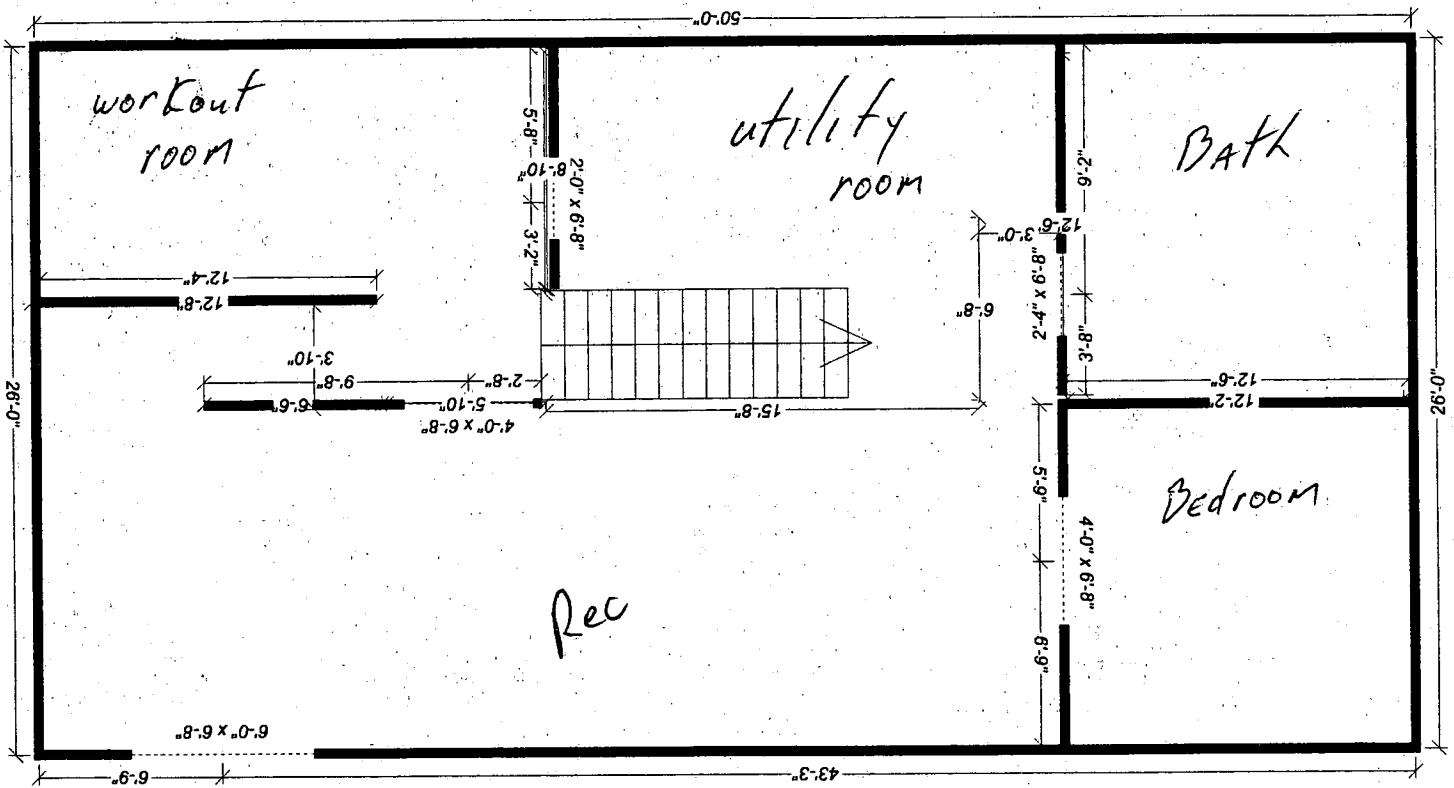 50'-0"
workout
room
utility
room
Bath
5'-8"
8'-10"
2'-0" x 6'-8"
3'-2"
9'-2"
12'-6"
3'-0"
2'-4" x 6'-8"
6'-8"
3'-8"
12'-4"
12'-8"
3'-10"
9'-8"
2'-8"
6'-6"
5'-10"
4'-0" x 6'-8"
15'-8"
12'-6"
12'-2"
26'-0"
26'-0"
5'-9"
4'-0" x 6'-8"
Bedroom
Rec
6'-9"
6'-0" x 6'-8"
6'-9"
43'-3"